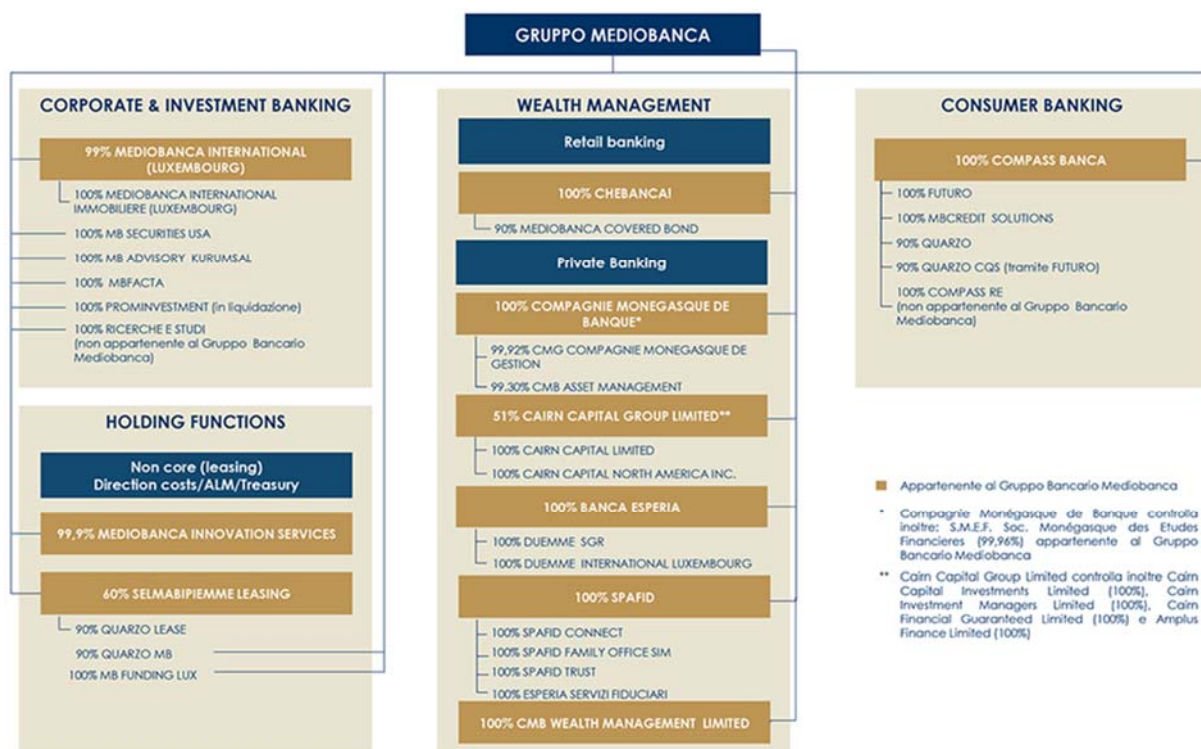 GRUPPO MEDIOBANCA
CORPORATE & INVESTMENT BANKING
99% MEDIOBANCA INTERNATIONAL
(LUXEMBOURG)
100% MEDIOBANCA INTERNATIONAL
IMMOBILIERE (LUXEMBOURG)
100% MB SECURITIES USA
100% MB ADVISORY KURUMSAL
100% MBFACTA
100% PROMINVESTMENT (in liquidazione)
100% RICERCHE E STUDI
(non appartenente al Gruppo Bancario
Mediobanca)
HOLDING FUNCTIONS
Non core (leasing)
Direction costs/ALM/Treasury
99,9% MEDIOBANCA INNOVATION SERVICES
60% SELMABIPIEMME LEASING
90% QUARZO LEASE
90% QUARZO MB
100% MB FUNDING LUX
WEALTH MANAGEMENT
Retail banking
100% CHEBANCA!
90% MEDIOBANCA COVERED BOND
Private Banking
100% COMPAGNIE MONEGASQUE DE
BANQUE*
99,92% CMG COMPAGNIE MONEGASQUE DE
GESTION
99.30% CMB ASSET MANAGEMENT
51% CAIRN CAPITAL GROUP LIMITED**
100% CAIRN CAPITAL LIMITED
100% CAIRN CAPITAL NORTH AMERICA INC.
100% BANCA ESPERIA
100% DUEMME SGR
100% DUEMME INTERNATIONAL LUXEMBOURG
100% SPAFID
100% SPAFID CONNECT
100% SPAFID FAMILY OFFICE SIM
100% SPAFID TRUST
100% ESPERIA SERVIZI FIDUCIARI
100% CMB WEALTH MANAGEMENT LIMITED
CONSUMER BANKING
100% COMPASS BANCA
100% FUTURO
100% MBCREDIT SOLUTIONS
90% QUARZO
90% QUARZO CQS (tramite FUTURO)
100% COMPASS RE
(non appartenente al Gruppo Bancario
Mediobanca)
Appartenente al Gruppo Bancario Mediobanca
* Compagnie Monégasque de Banque controlla
inoltre: S.M.E.F. Soc. Monégasque des Etudes
Financieres (99,96%) appartenente al Gruppo
Bancario Mediobanca
** Cairn Capital Group Limited controlla inoltre Cairn
Capital Investments Limited (100%), Cairn
Investment Managers Limited (100%), Cairn
Financial Guaranteed Limited (100%) e Amplus
Finance Limited (100%)